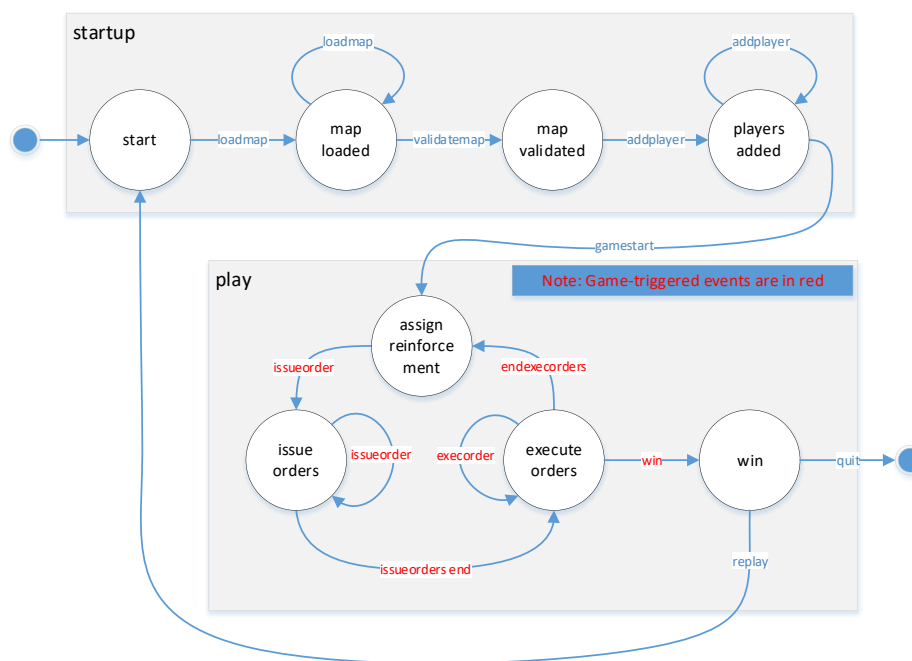 startup
loadmap
addplayer
start
loadmap
map
loaded
validatemap
map
validated
addplayer
players
added
gamestart
play
Note: Game-triggered events are in red
assign
reinforce
ment
issueorder
endexecorders
issue
orders
issueorder
execorder
execute
orders
win
win
quit
issueorders end
replay